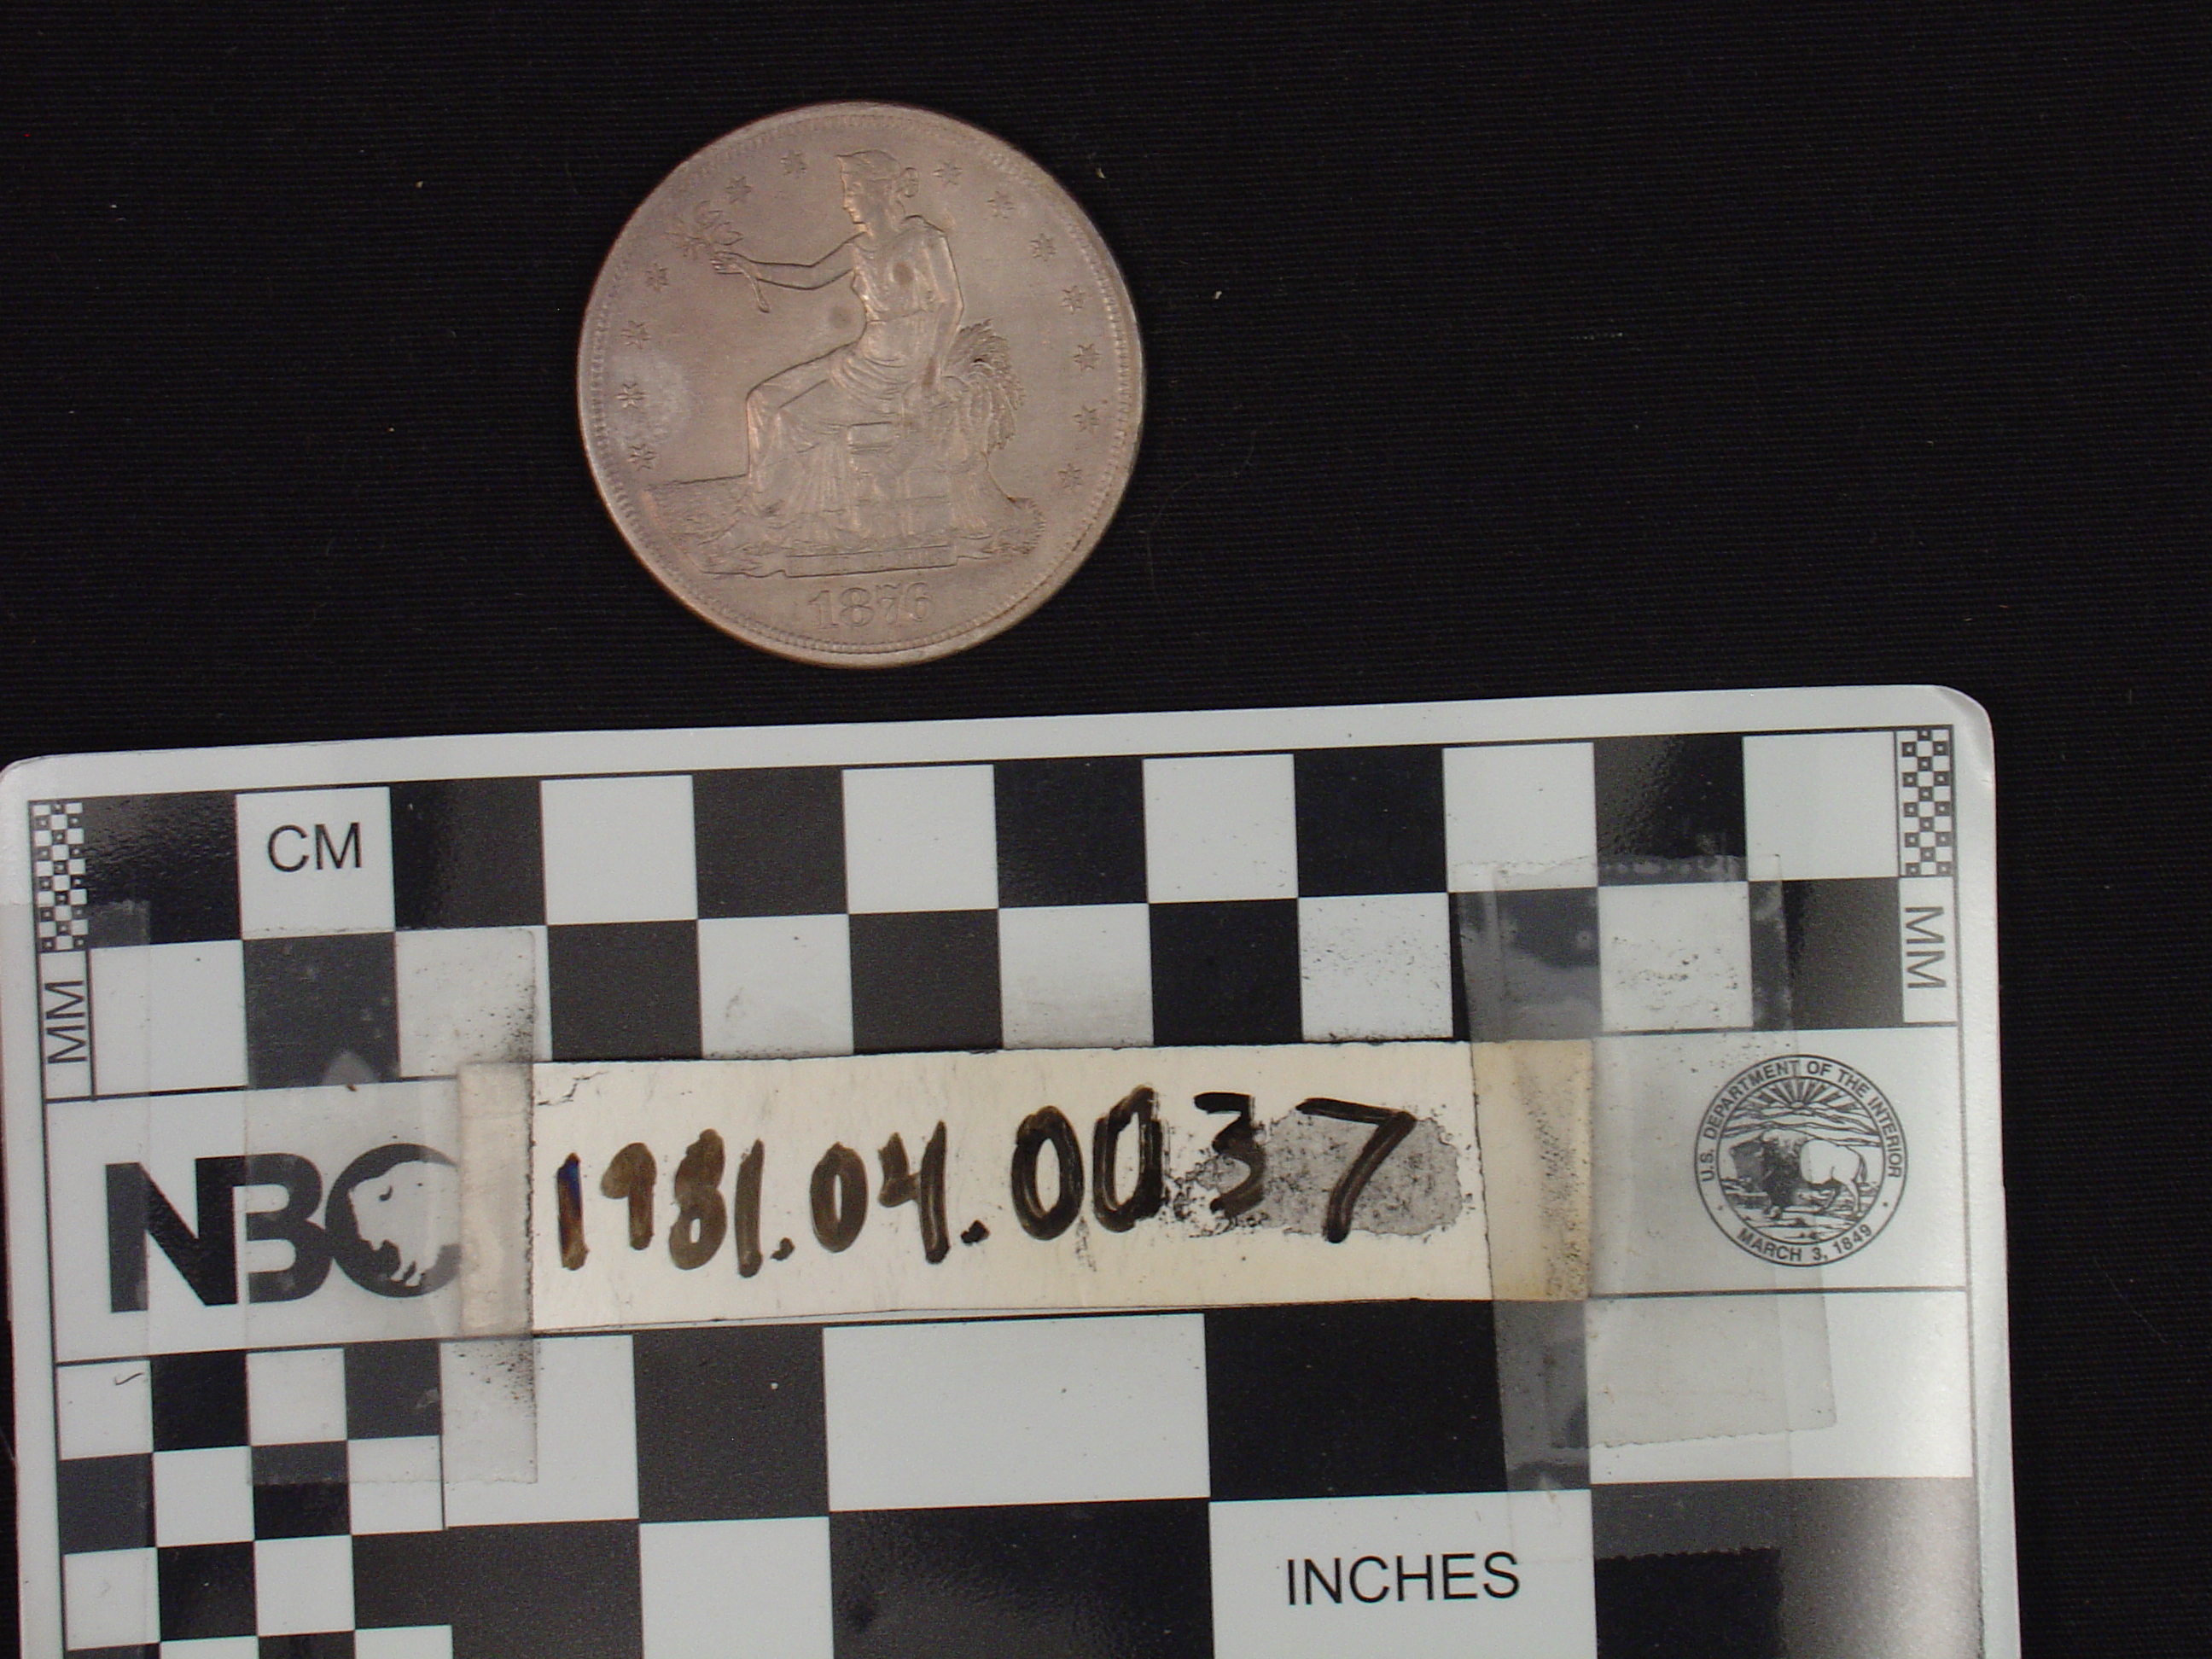 1876
CM
MM
MM
NBC
1981.04.0037
U.S. DEPARTMENT OF THE INTERIOR
MARCH 3, 1849
INCHES